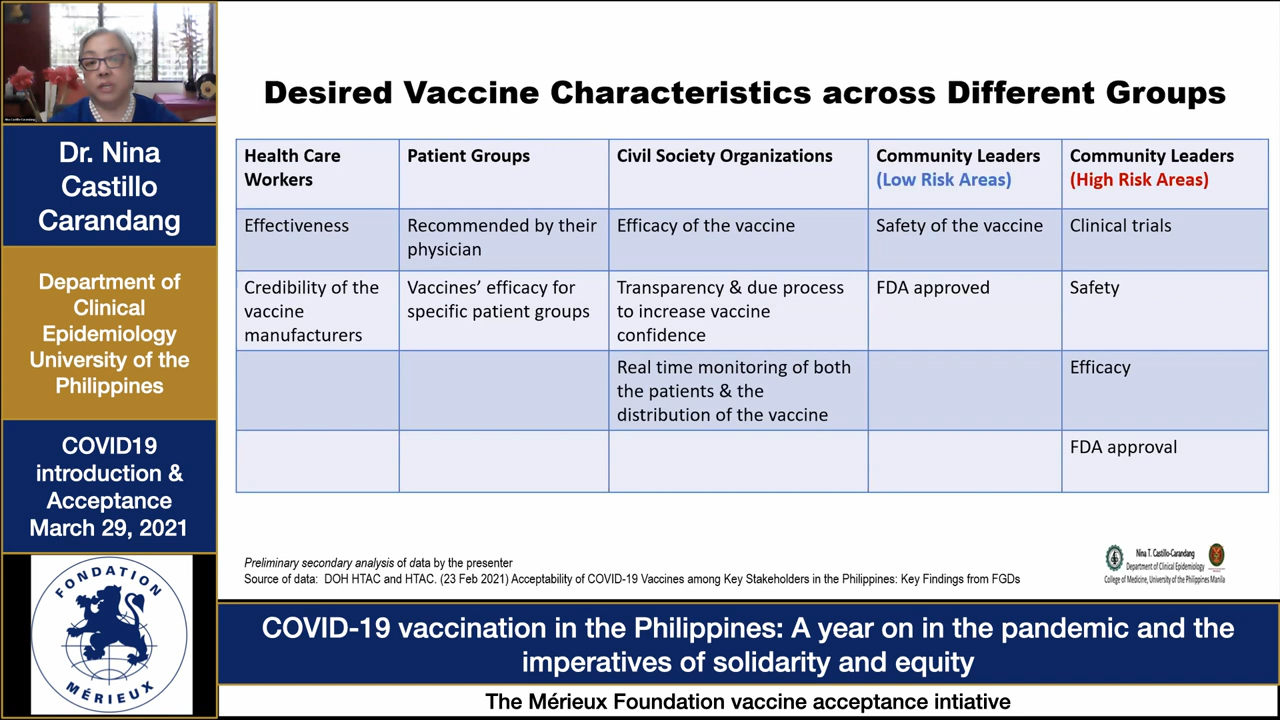 Desired Vaccine Characteristics across Different Groups
Health Care
Workers
Patient Groups
Civil Society Organizations
Community Leaders
(Low Risk Areas)
Community Leaders
(High Risk Areas)
Effectiveness
Recommended by their
physician
Efficacy of the vaccine
Safety of the vaccine
Clinical trials
Credibility of the
vaccine
manufacturers
Vaccines’ efficacy for
specific patient groups
Transparency & due process
to increase vaccine
confidence
FDA approved
Safety
Real time monitoring of both
the patients & the
distribution of the vaccine
Efficacy
FDA approval
Preliminary secondary analysis of data by the presenter
Source of data: DOH HTAC and HTAC. (23 Feb 2021) Acceptability of COVID-19 Vaccines among Key Stakeholders in the Philippines: Key Findings from FGDs
Nina T. Castillo-Carandang
Department of Clinical Epidemiology
College of Medicine, University of the Philippines Manila
Nina Castillo-Carandang
Dr. Nina
Castillo
Carandang
Department of
Clinical
Epidemiology
University of the
Philippines
COVID19
introduction &
Acceptance
March 29, 2021
FONDATION
MÉRIEUX
COVID-19 vaccination in the Philippines: A year on in the pandemic and the
imperatives of solidarity and equity
The Mérieux Foundation vaccine acceptance intiative